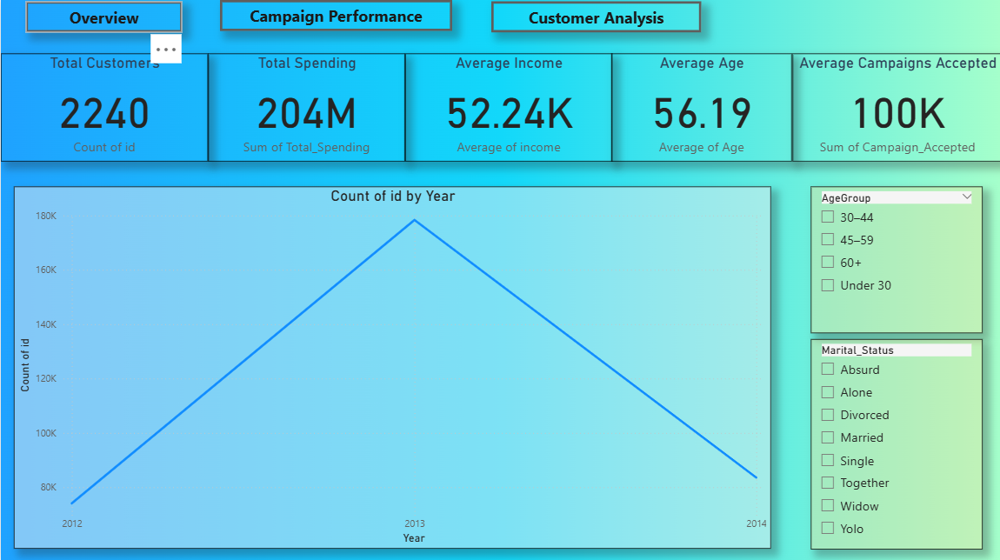 Overview
Campaign Performance
Customer Analysis
Total Customers
2240
Count of id
Total Spending
204M
Sum of Total_Spending
Average Income
52.24K
Average of income
Average Age
56.19
Average of Age
Average Campaigns Accepted
100K
Sum of Campaign_Accepted
Count of id by Year
Count of id
180K
160K
140K
120K
100K
80K
2012
2013
2014
Year
AgeGroup
30–44
45–59
60+
Under 30
Marital_Status
Absurd
Alone
Divorced
Married
Single
Together
Widow
Yolo